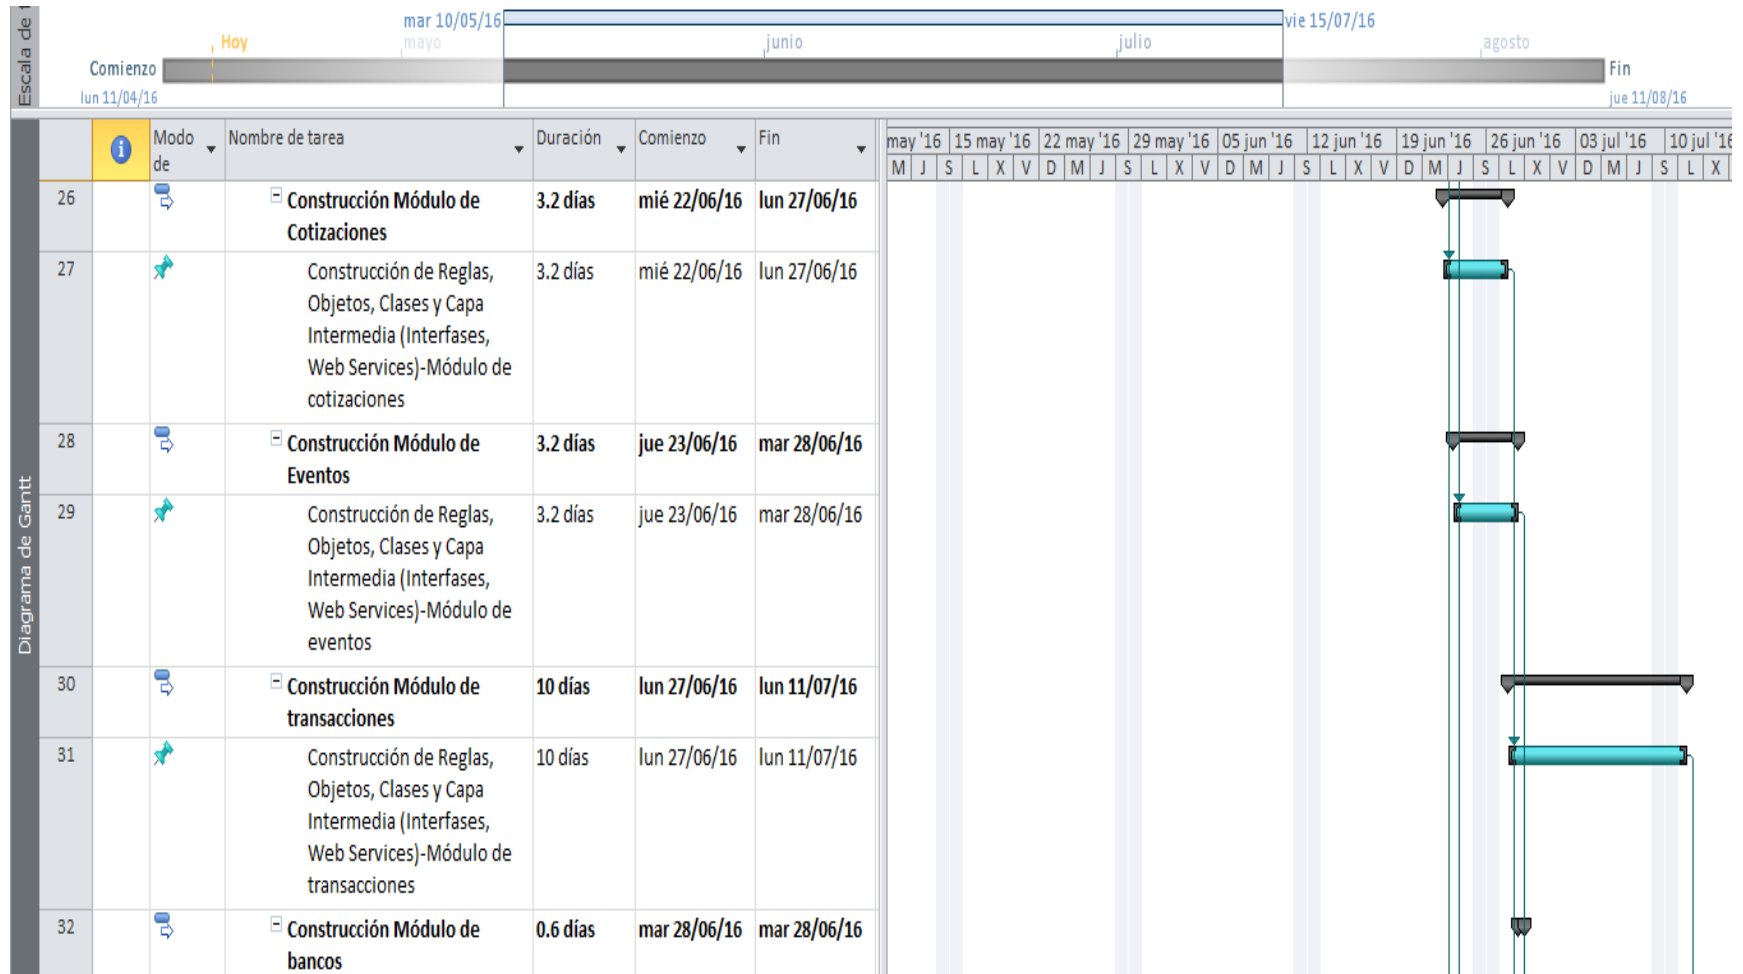 Escala de t
mar 10/05/16
vie 15/07/16
Hoy
mayo
junio
julio
agosto
Comienzo
Fin
lun 11/04/16
jue 11/08/16
Diagrama de Gantt
Modo de
Nombre de tarea
Duración
Comienzo
Fin
may '16 15 may '16 22 may '16 29 may '16 05 jun '16 12 jun '16 19 jun '16 26 jun '16 03 jul '16 10 jul '16
M J S L X V D M J S L X V D M J S L X V D M J S L X V D M J S L X
26 Construcción Módulo de 3.2 días mié 22/06/16 lun 27/06/16
Cotizaciones
27 Construcción de Reglas, 3.2 días mié 22/06/16 lun 27/06/16
Objetos, Clases y Capa
Intermedia (Interfases,
Web Services)-Módulo de
cotizaciones
28 Construcción Módulo de 3.2 días jue 23/06/16 mar 28/06/16
Eventos
29 Construcción de Reglas, 3.2 días jue 23/06/16 mar 28/06/16
Objetos, Clases y Capa
Intermedia (Interfases,
Web Services)-Módulo de
eventos
30 Construcción Módulo de 10 días lun 27/06/16 lun 11/07/16
transacciones
31 Construcción de Reglas, 10 días lun 27/06/16 lun 11/07/16
Objetos, Clases y Capa
Intermedia (Interfases,
Web Services)-Módulo de
transacciones
32 Construcción Módulo de 0.6 días mar 28/06/16 mar 28/06/16
bancos